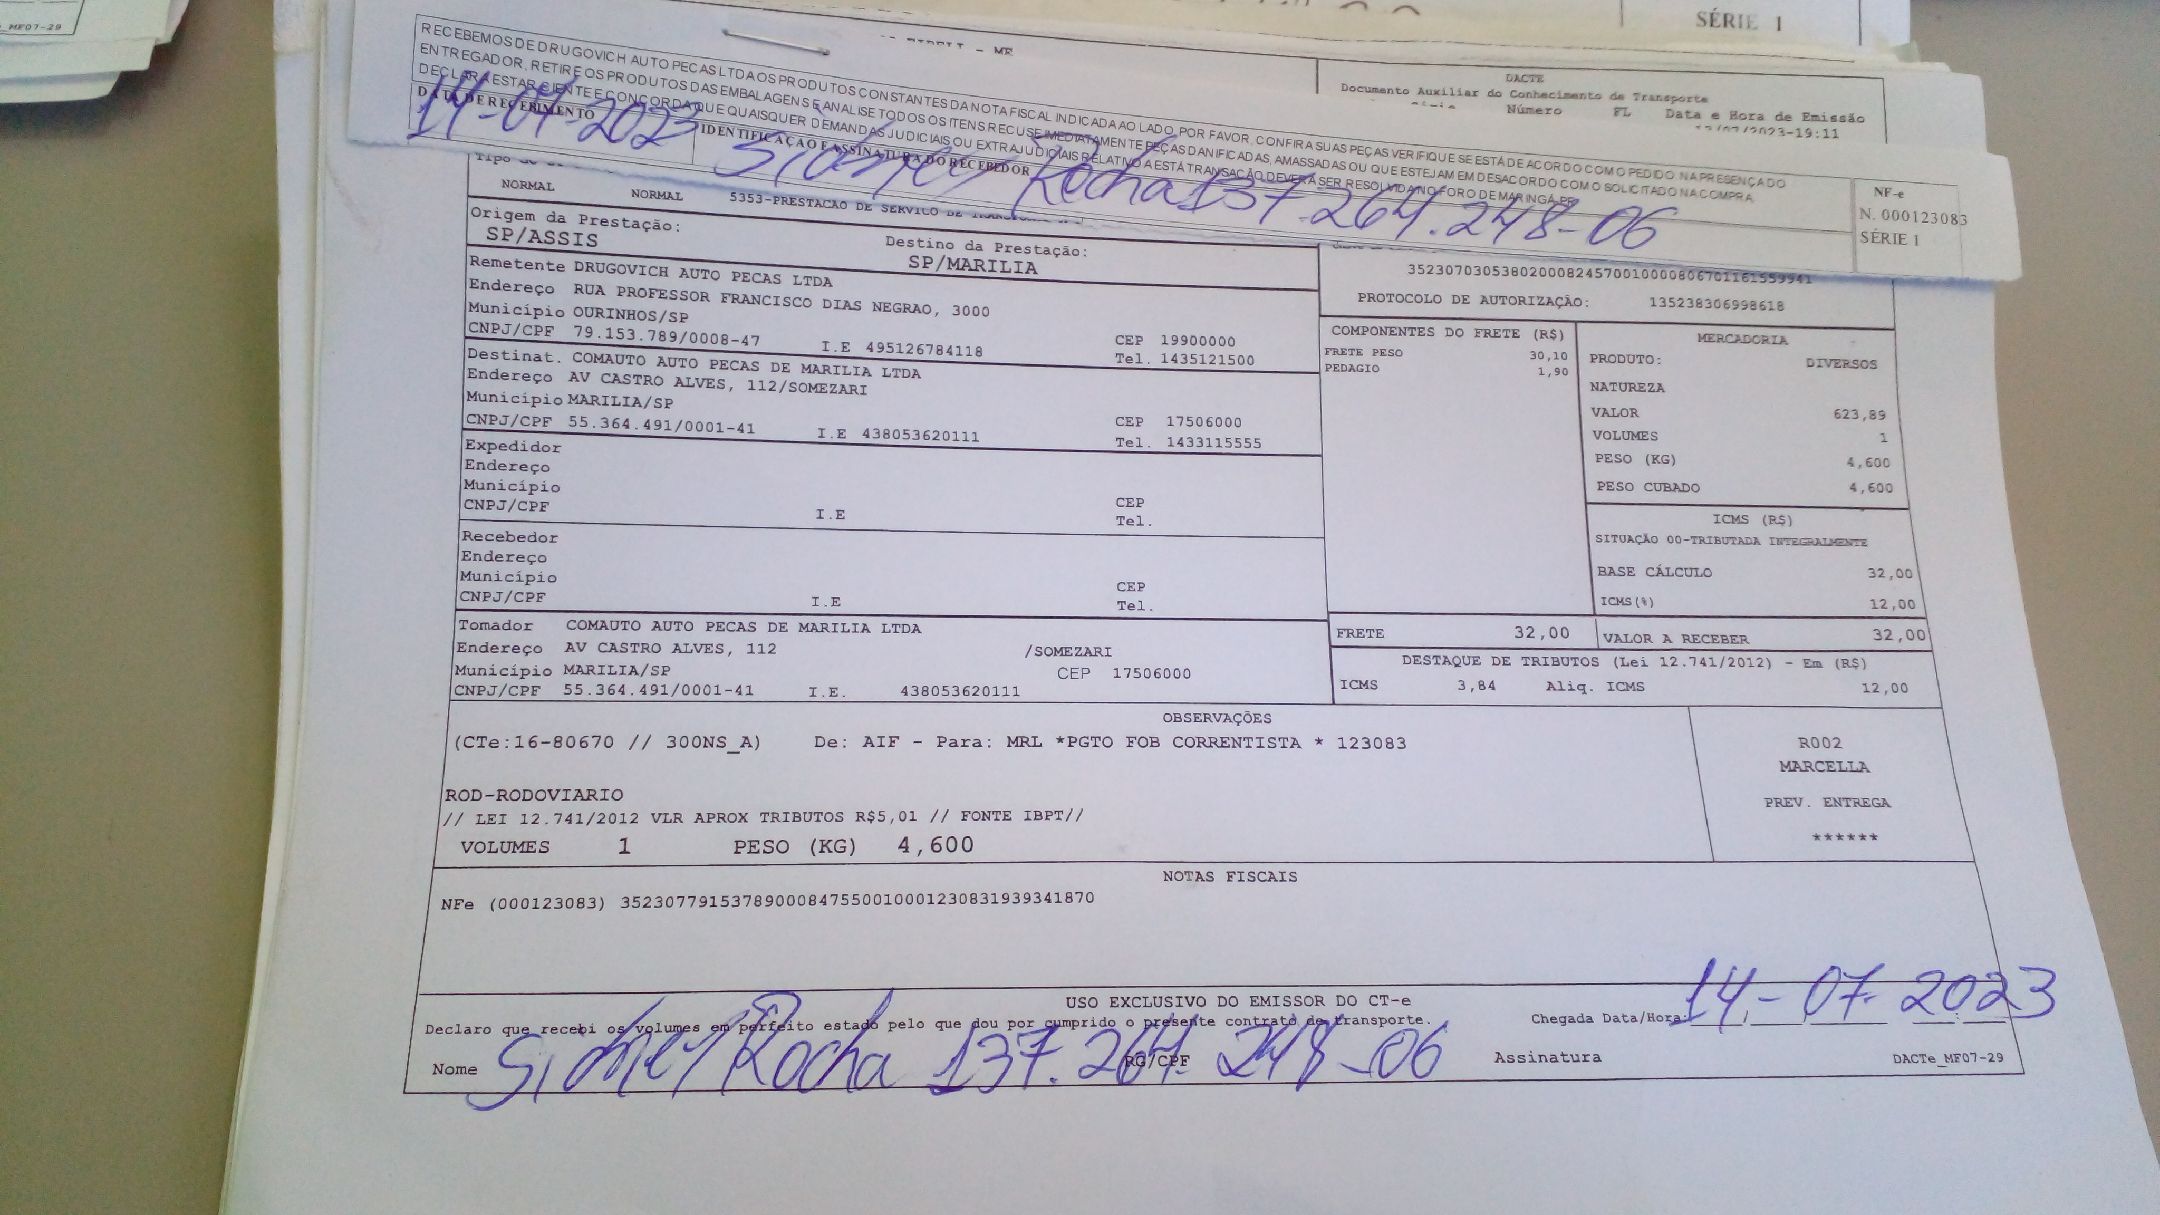 _MF07-29
SÉRIE 1
- ME
DACTE
Documento Auxiliar do Conhecimento de Transporte
Número FL Data e Hora de Emissão
/2023-19:11
RECEBEMOS DE DRUGOVICH AUTO PECAS LTDA OS PRODUTOS CONSTANTES DA NOTA FISCAL INDICADA AO LADO, POR FAVOR, CONFIRA SUAS PEÇAS VERIFIQUE SE ESTÁ DE ACORDO COM O PEDIDO NA PRESENÇA DO
ENTREGADOR, RETIRE OS PRODUTOS DAS EMBALAGENS E ANALISE TODOS OS ITENS RECUSE IMEDIATAMENTE PEÇAS DANIFICADAS, AMASSADAS OU QUE ESTEJAM EM DESACORDO COM O SOLICITADO NA COMPRA
DECLARA ESTAR CIENTE E CONCORDA QUE QUAISQUER DEMANDAS JUDICIAIS OU EXTRAJUDICIAIS RELATIVO A ESTÁ TRANSAÇÃO DEVERÁ SER RESOLVIDA NO FORO DE MARINGÁ-PR
DATA DE RECEBIMENTO IDENTIFICAÇÃO E ASSINATURA DO RECEBEDOR
14-07-2023 Sidney Rocha 137.264.248-06
NF-e
N. 000123083
SÉRIE 1
NORMAL NORMAL 5353-PRESTACAO DE SERVICO DE
Origem da Prestação: Destino da Prestação:
SP/ASSIS SP/MARILIA
Remetente DRUGOVICH AUTO PECAS LTDA
Endereço RUA PROFESSOR FRANCISCO DIAS NEGRAO, 3000
Município OURINHOS/SP CEP 19900000
CNPJ/CPF 79.153.789/0008-47 I.E 495126784118 Tel. 1435121500
Destinat. COMAUTO AUTO PECAS DE MARILIA LTDA
Endereço AV CASTRO ALVES, 112/SOMEZARI
Município MARILIA/SP CEP 17506000
CNPJ/CPF 55.364.491/0001-41 I.E 438053620111 Tel. 1433115555
Expedidor
Endereço
Município CEP
CNPJ/CPF I.E Tel.
Recebedor
Endereço
Município CEP
CNPJ/CPF I.E Tel.
Tomador COMAUTO AUTO PECAS DE MARILIA LTDA
Endereço AV CASTRO ALVES, 112 /SOMEZARI
Município MARILIA/SP CEP 17506000
CNPJ/CPF 55.364.491/0001-41 I.E. 438053620111
35230703053802000824570010000806701161559941
PROTOCOLO DE AUTORIZAÇÃO: 135238306998618
COMPONENTES DO FRETE (R$)
FRETE PESO 30,10
PEDAGIO 1,90
MERCADORIA
PRODUTO: DIVERSOS
NATUREZA
VALOR 623,89
VOLUMES 1
PESO (KG) 4,600
PESO CUBADO 4,600
ICMS (R$)
SITUAÇÃO 00-TRIBUTADA INTEGRALMENTE
BASE CÁLCULO 32,00
ICMS(%) 12,00
FRETE 32,00 VALOR A RECEBER 32,00
DESTAQUE DE TRIBUTOS (Lei 12.741/2012) - Em (R$)
ICMS 3,84 Aliq. ICMS 12,00
OBSERVAÇÕES
(CTe:16-80670 // 300NS_A) De: AIF - Para: MRL *PGTO FOB CORRENTISTA * 123083
ROD-RODOVIARIO
// LEI 12.741/2012 VLR APROX TRIBUTOS R$5,01 // FONTE IBPT//
VOLUMES 1 PESO (KG) 4,600
R002
MARCELLA
PREV. ENTREGA
******
NOTAS FISCAIS
NFe (000123083) 35230779153789000847550010001230831939341870
USO EXCLUSIVO DO EMISSOR DO CT-e
Declaro que recebi os volumes em perfeito estado pelo que dou por cumprido o presente contrato de transporte. Chegada Data/Hora: 14-07-2023
Nome Sidney Rocha 137.264.248-06 RG/CPF Assinatura DACTe_MF07-29